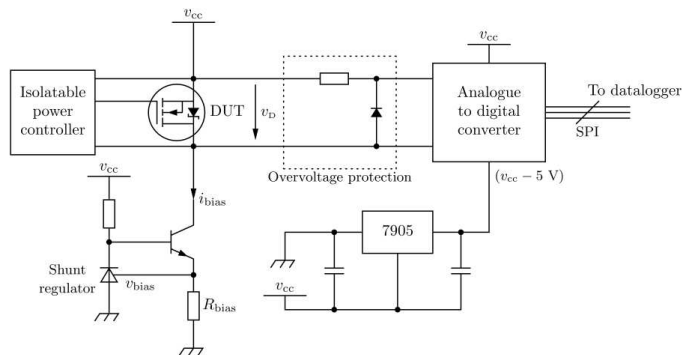 v_cc
v_cc
Isolatable
power
controller
DUT
v_D
Analogue
to digital
converter
To datalogger
SPI
Overvoltage protection
(v_cc − 5 V)
v_cc
i_bias
7905
Shunt
regulator
v_bias
R_bias
v_cc